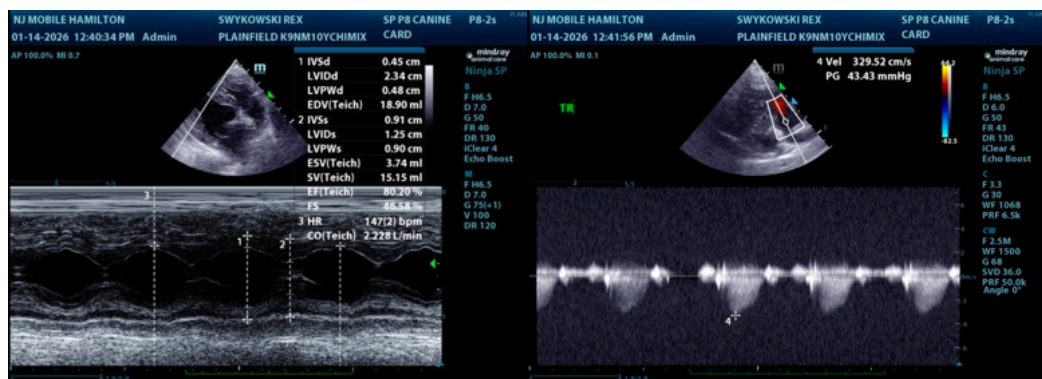 NJ MOBILE HAMILTON SWYKOWSKI REX SP P8 CANINE P8-2s
01-14-2026 12:40:34 PM Admin PLAINFIELD K9NM10YCHIMIX CARD
AP 100.0% MI 0.7
mindray
animalcare
Ninja SP
1 IVSd 0.45 cm
LVIDd 2.34 cm
LVPWd 0.48 cm
EDV(Teich) 18.90 ml
2 IVSs 0.91 cm
LVIDs 1.25 cm
LVPWs 0.90 cm
ESV(Teich) 3.74 ml
SV(Teich) 15.15 ml
EF(Teich) 80.20 %
FS 46.58 %
3 HR 147(2) bpm
CO(Teich) 2.228 L/min
m
B
F H6.5
D 7.0
G 50
FR 40
DR 130
iClear 4
Echo Boost
M
F H6.5
D 7.0
G 75(+1)
V 100
DR 120
1/1
3
1
2
NJ MOBILE HAMILTON SWYKOWSKI REX SP P8 CANINE P8-2s
01-14-2026 12:41:56 PM Admin PLAINFIELD K9NM10YCHIMIX CARD
AP 100.0% MI 0.1
mindray
animalcare
Ninja SP
4 Vel 329.52 cm/s
PG 43.43 mmHg
TR
m
-82.5
B
F H6.5
D 6.0
G 50
FR 43
DR 130
iClear 4
Echo Boost
C
F 3.3
G 30
WF 1068
PRF 6.5k
CW
F 2.5M
WF 1500
G 68
SVD 36.0
PRF 50.0k
Angle 0°
1/1
4